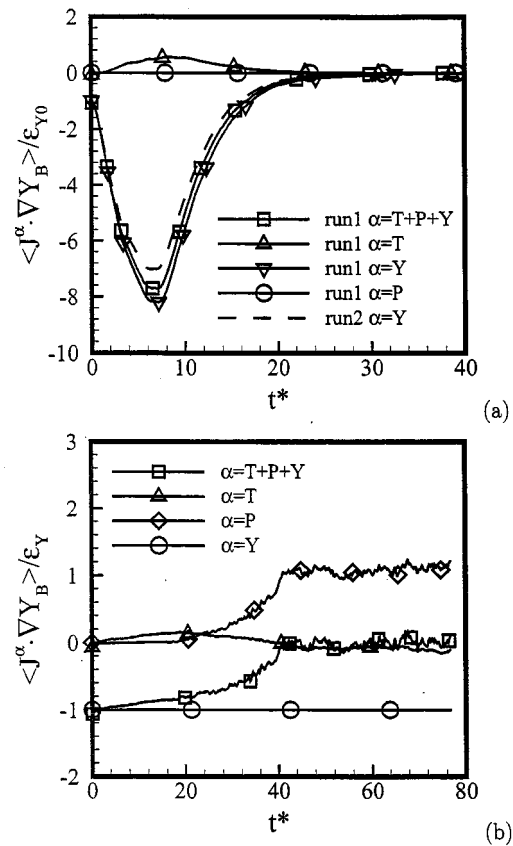 2
0
-2
-4
-6
-8
-10
<J^α·∇Y_B>/ε_Y0
run1 α=T+P+Y
run1 α=T
run1 α=Y
run1 α=P
run2 α=Y
0 10 20 30 40
t*
(a)
3
2
1
0
-1
-2
<J^α·∇Y_B>/ε_Y
α=T+P+Y
α=T
α=P
α=Y
0 20 40 60 80
t*
(b)